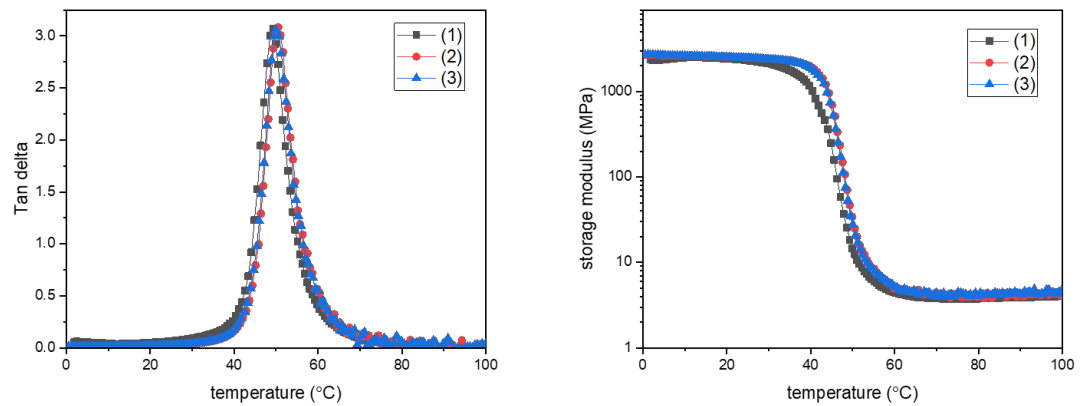 3.0
2.5
2.0
1.5
1.0
0.5
0.0
Tan delta
0 20 40 60 80 100
temperature (°C)
(1)
(2)
(3)
1000
100
10
1
storage modulus (MPa)
0 20 40 60 80 100
temperature (°C)
(1)
(2)
(3)